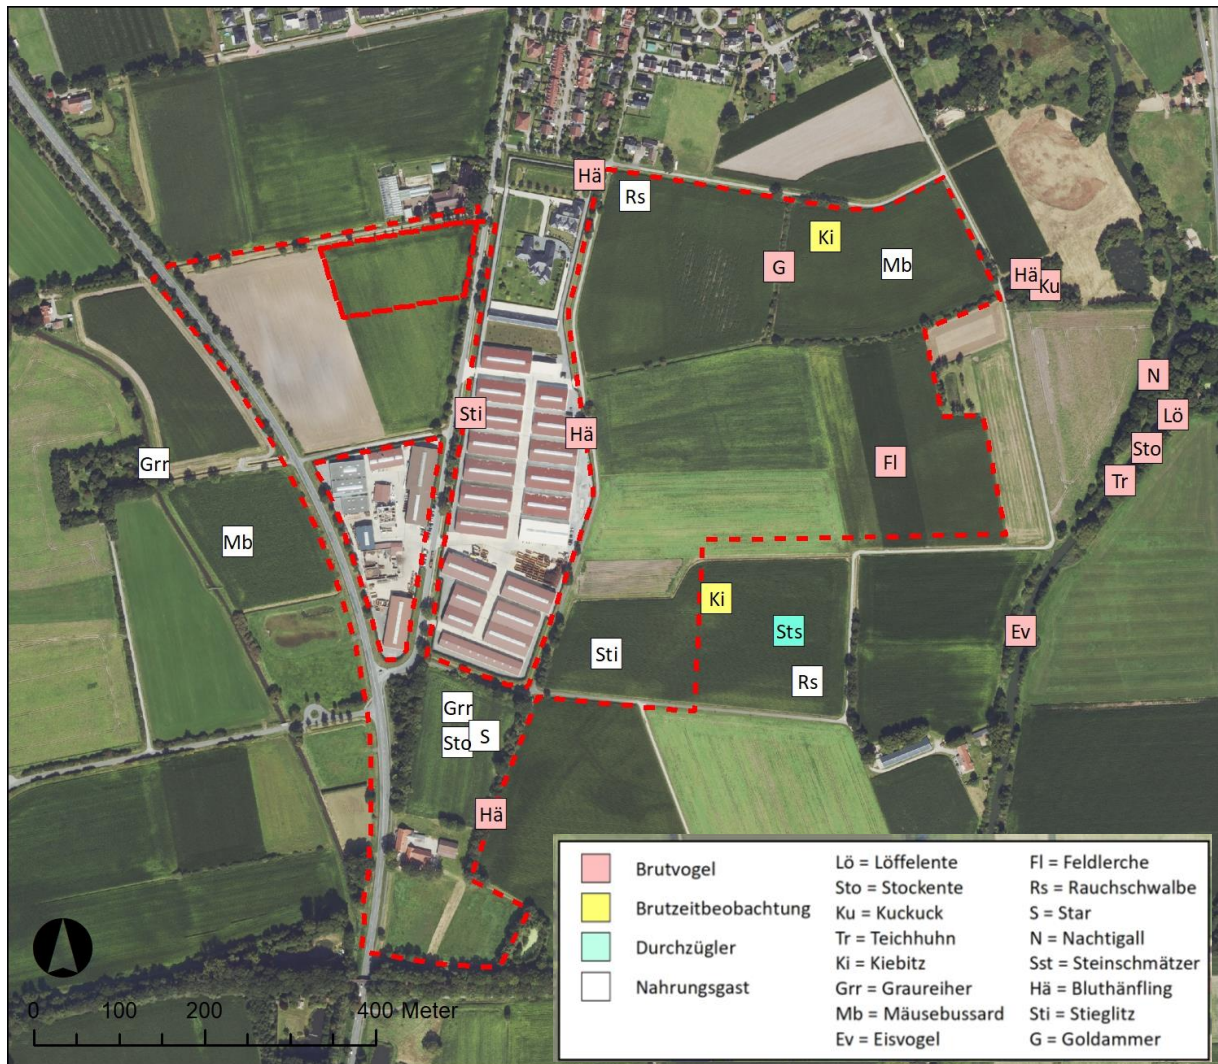 Hä
Rs
Ki
G
Mb
Hä
Ku
N
Sti
Lö
Hä
Sto
Grr
Fl
Tr
Mb
Ki
Sts
Ev
Sti
Rs
Grr
Sto
S
Hä
0 100 200 400 Meter
Brutvogel
Brutzeitbeobachtung
Durchzügler
Nahrungsgast
Lö = Löffelente
Sto = Stockente
Ku = Kuckuck
Tr = Teichhuhn
Ki = Kiebitz
Grr = Graureiher
Mb = Mäusebussard
Ev = Eisvogel
Fl = Feldlerche
Rs = Rauchschwalbe
S = Star
N = Nachtigall
Sst = Steinschmätzer
Hä = Bluthänfling
Sti = Stieglitz
G = Goldammer